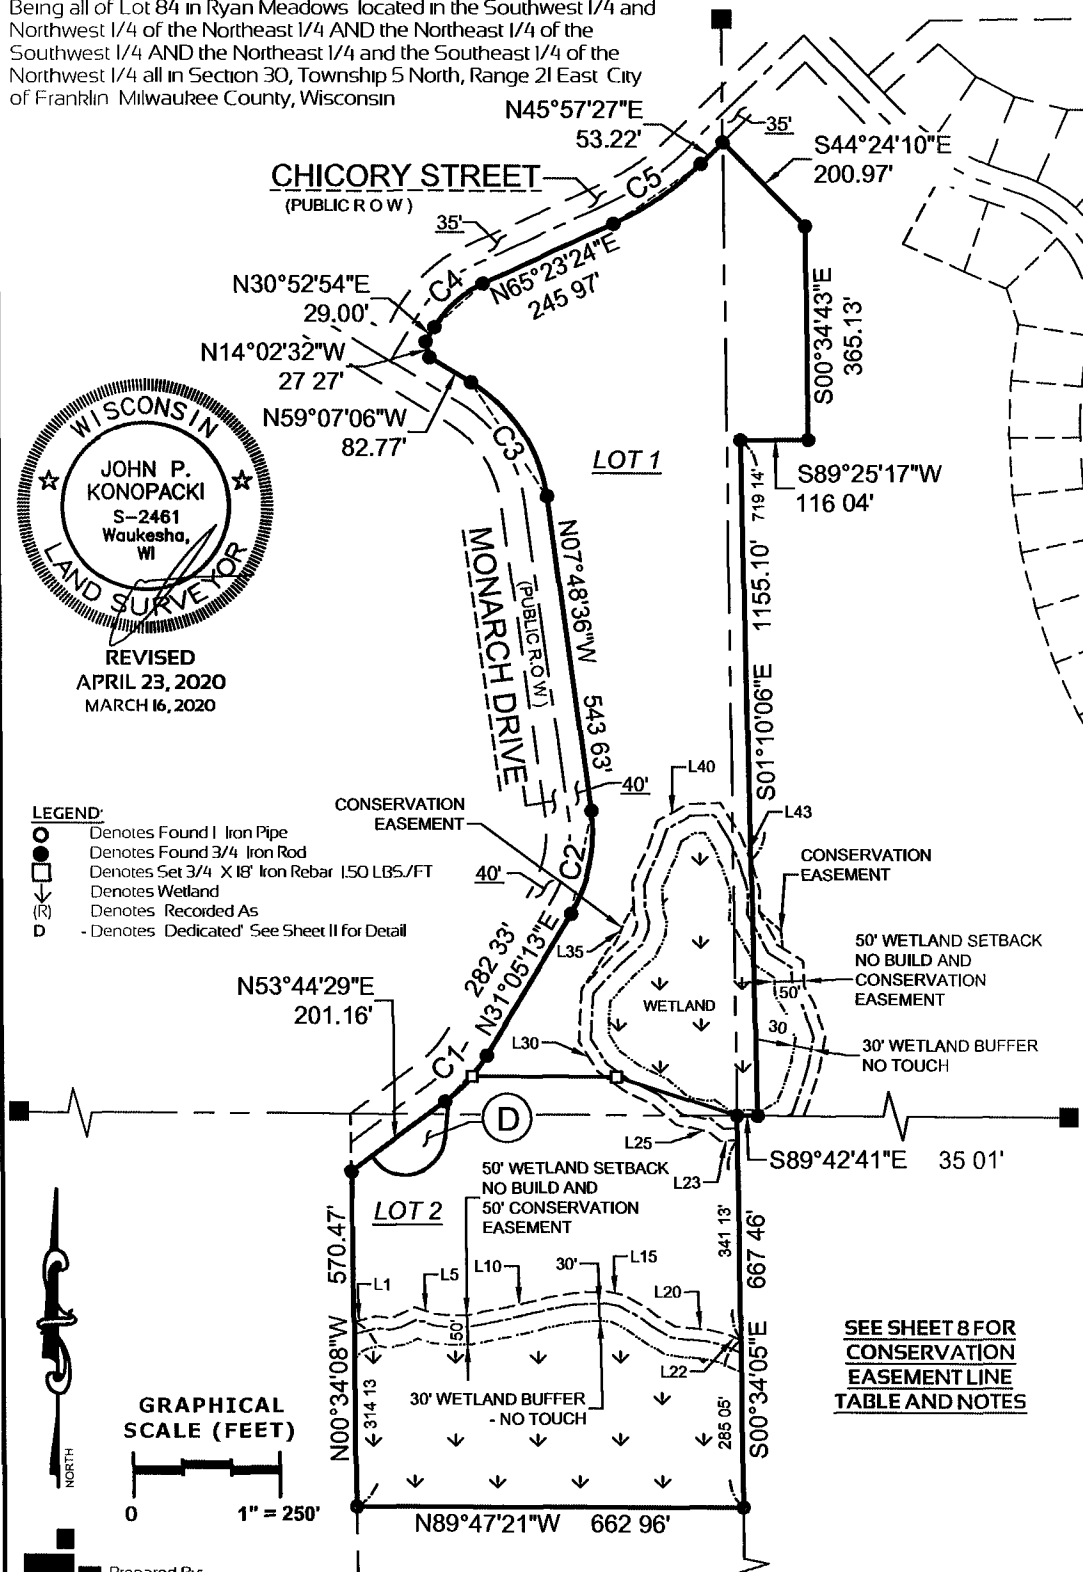 Being all of Lot 84 in Ryan Meadows located in the Southwest 1/4 and
Northwest 1/4 of the Northeast 1/4 AND the Northeast 1/4 of the
Southwest 1/4 AND the Northeast 1/4 and the Southeast 1/4 of the
Northwest 1/4 all in Section 30, Township 5 North, Range 21 East City
of Franklin Milwaukee County, Wisconsin
N45°57'27"E
53.22'
35'
S44°24'10"E
200.97'
CHICORY STREET
(PUBLIC R O W )
C5
35'
N65°23'24"E
245 97'
C4
N30°52'54"E
29.00'
N14°02'32"W
27 27'
N59°07'06"W
82.77'
C3
S00°34'43"E
365.13'
LOT 1
S89°25'17"W
116 04'
719 14'
WISCONSIN
JOHN P.
KONOPACKI
S-2461
Waukesha,
WI
LAND SURVEYOR
REVISED
APRIL 23, 2020
MARCH 16, 2020
MONARCH DRIVE
(PUBLIC R.O.W )
N07°48'36"W 543 63'
S01°10'06"E 1155.10'
40'
L40
L43
CONSERVATION
EASEMENT
LEGEND:
Denotes Found 1 Iron Pipe
Denotes Found 3/4 Iron Rod
Denotes Set 3/4 X 18' Iron Rebar 1.50 LBS./FT
Denotes Wetland
(R) Denotes Recorded As
D - Denotes Dedicated' See Sheet 11 for Detail
C2
40'
CONSERVATION
EASEMENT
L35
50' WETLAND SETBACK
NO BUILD AND
CONSERVATION
EASEMENT
WETLAND
50'
30
30' WETLAND BUFFER
NO TOUCH
282 33'
N31°05'13"E
N53°44'29"E
201.16'
C1
L30
D
L25
L23
S89°42'41"E 35 01'
LOT 2
50' WETLAND SETBACK
NO BUILD AND
50' CONSERVATION
EASEMENT
N00°34'08"W 570.47'
314 13
L1
L5
L10
30'
L15
L20
50'
L22
341 13'
285 05'
S00°34'05"E 667 46'
30' WETLAND BUFFER
- NO TOUCH
SEE SHEET 8 FOR
CONSERVATION
EASEMENT LINE
TABLE AND NOTES
NORTH
GRAPHICAL
SCALE (FEET)
0 1" = 250'
N89°47'21"W 662 96'
Prepared By: